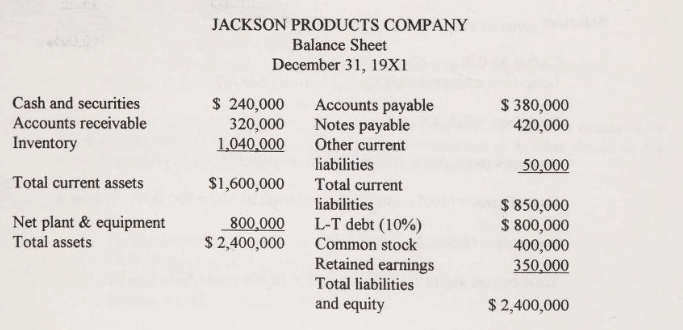 JACKSON PRODUCTS COMPANY
Balance Sheet
December 31, 19X1
Cash and securities $ 240,000 Accounts payable $ 380,000
Accounts receivable 320,000 Notes payable 420,000
Inventory 1,040,000 Other current
liabilities 50,000
Total current assets $1,600,000 Total current
liabilities $ 850,000
Net plant & equipment 800,000 L-T debt (10%) $ 800,000
Total assets $ 2,400,000 Common stock 400,000
Retained earnings 350,000
Total liabilities
and equity $ 2,400,000